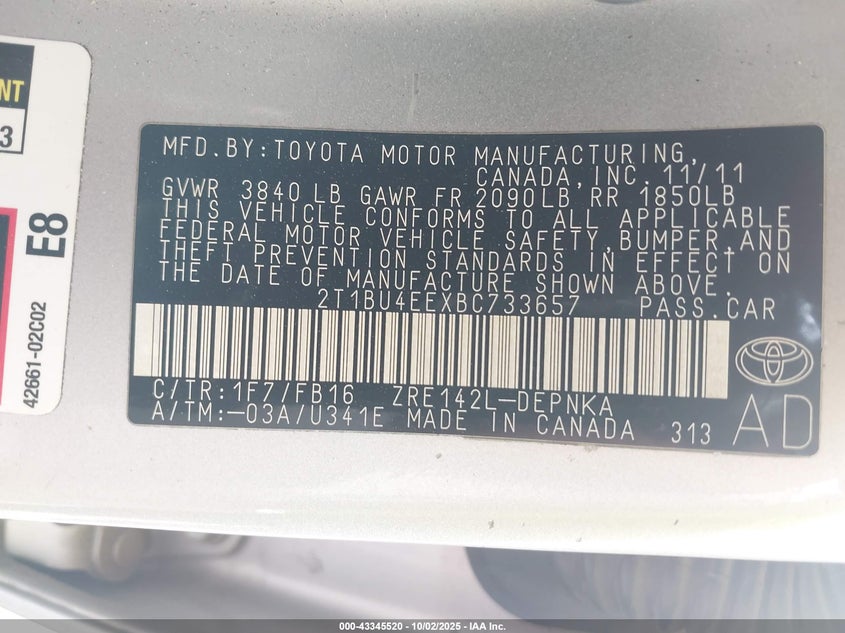 NT
3
E8
42661-02C02
MFD.BY:TOYOTA MOTOR MANUFACTURING,
CANADA,INC. 11/11
GVWR 3840 LB GAWR FR 2090LB RR 1850LB
THIS VEHICLE CONFORMS TO ALL APPLICABLE
FEDERAL MOTOR VEHICLE SAFETY,BUMPER,AND
THEFT PREVENTION STANDARDS IN EFFECT ON
THE DATE OF MANUFACTURE SHOWN ABOVE.
2T1BU4EEXBC733657 PASS.CAR
C/TR:1F7/FB16 ZRE142L-DEPNKA
A/TM:-03A/U341E MADE IN CANADA 313
AD
000-43345520 - 10/02/2025 - IAA Inc.